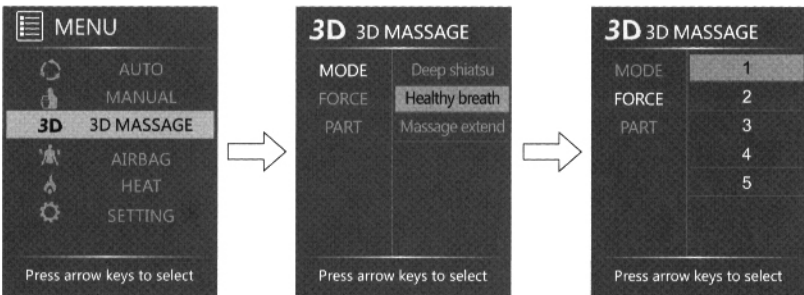 MENU
AUTO
MANUAL
3D 3D MASSAGE
AIRBAG
HEAT
SETTING
Press arrow keys to select
3D 3D MASSAGE
MODE Deep shiatsu
FORCE Healthy breath
PART Massage extend
Press arrow keys to select
3D 3D MASSAGE
MODE 1
FORCE 2
PART 3
4
5
Press arrow keys to select